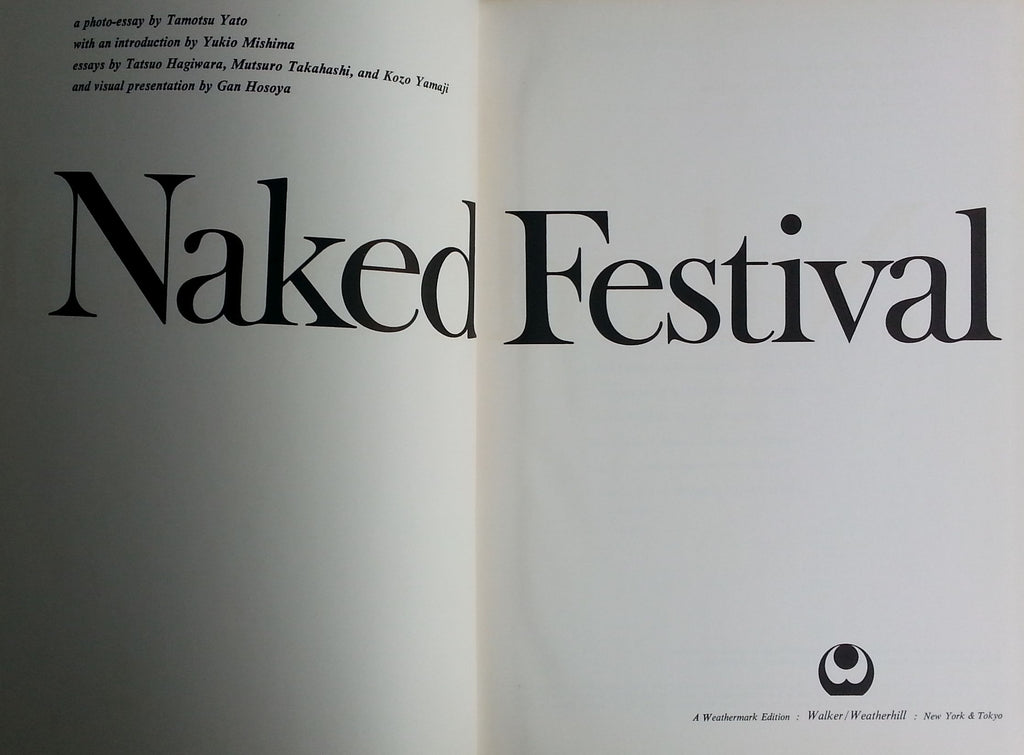 a photo-essay by Tamotsu Yato
with an introduction by Yukio Mishima
essays by Tatsuo Hagiwara, Mutsuro Takahashi, and Kozo Yamaji
and visual presentation by Gan Hosoya
Naked Festival
A Weathermark Edition : Walker/Weatherhill : New York & Tokyo